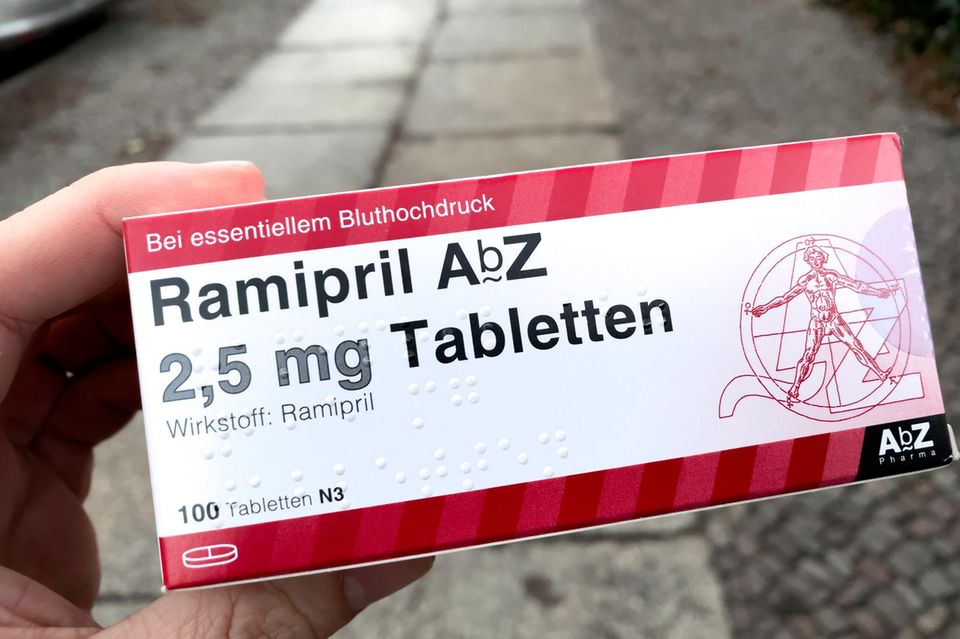 Bei essentiellem Bluthochdruck
Ramipril AbZ
2,5 mg Tabletten
Wirkstoff: Ramipril
100 Tabletten N3
AbZ
Pharma